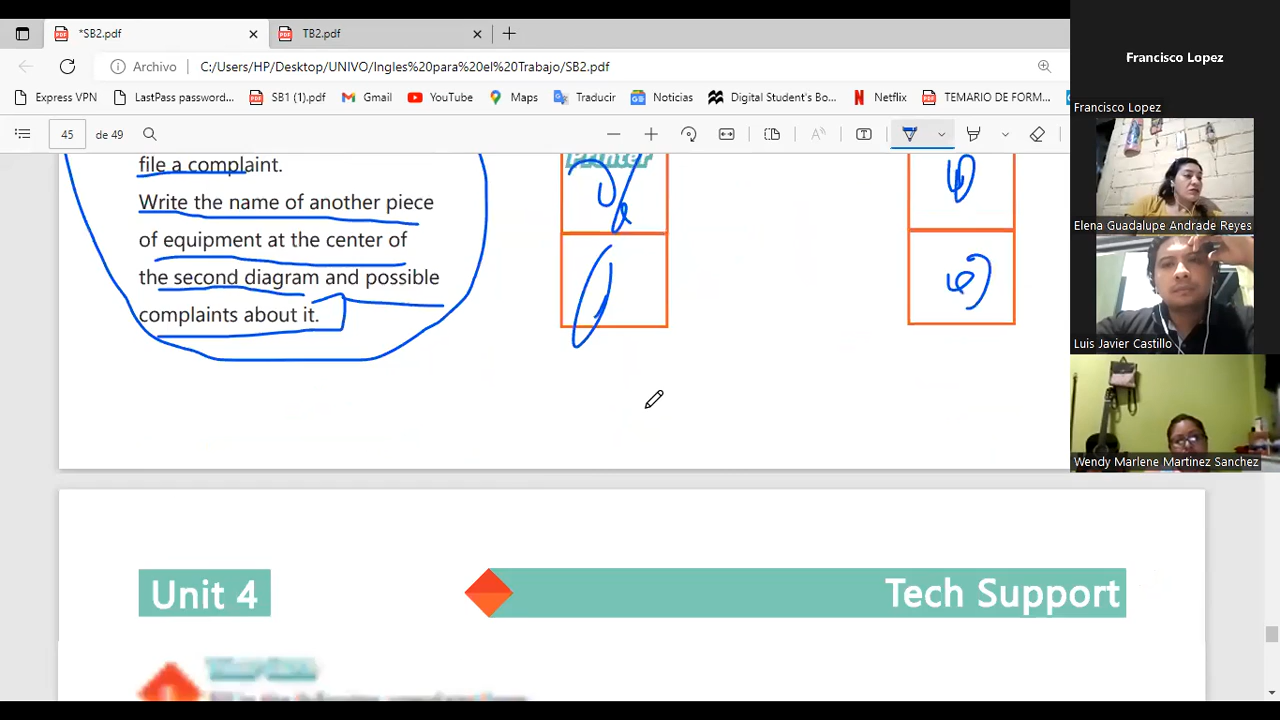 *SB2.pdf
TB2.pdf
Archivo
C:/Users/HP/Desktop/UNIVO/Ingles%20para%20el%20Trabajo/SB2.pdf
Express VPN
LastPass password...
SB1 (1).pdf
Gmail
YouTube
Maps
Traducir
Noticias
Digital Student's Bo...
Netflix
TEMARIO DE FORM...
45
de 49
file a complaint.
Write the name of another piece
of equipment at the center of
the second diagram and possible
complaints about it.
Printer
Unit 4
Tech Support
Francisco Lopez
Francisco Lopez
Elena Guadalupe Andrade Reyes
Luis Javier Castillo
Wendy Marlene Martinez Sanchez